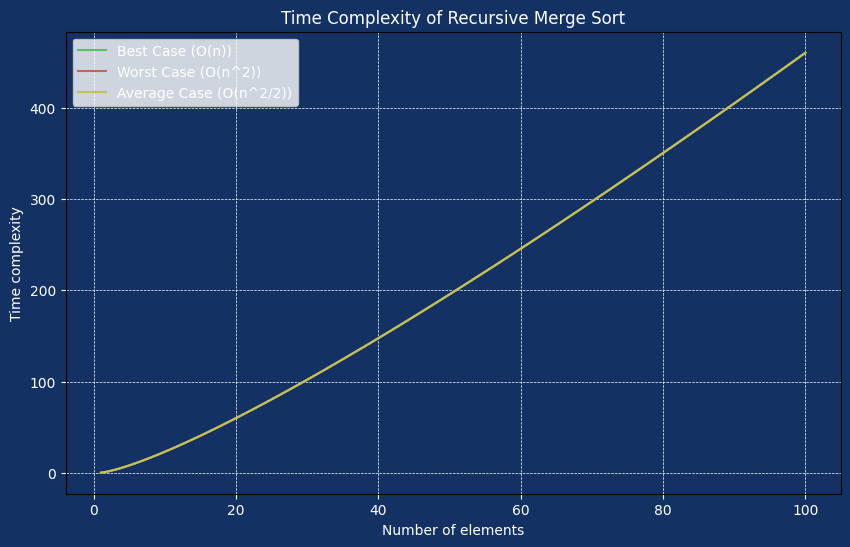 Time Complexity of Recursive Merge Sort
Best Case (O(n))
Worst Case (O(n^2))
Average Case (O(n^2/2))
Time complexity
400
300
200
100
0
0 20 40 60 80 100
Number of elements